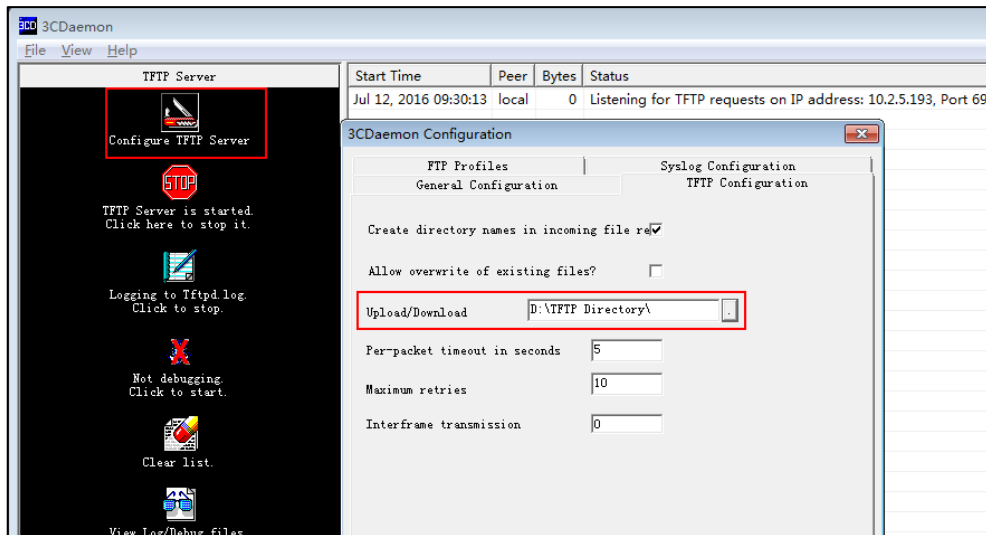 3CD 3CDaemon
File View Help
TFTP Server
Start Time Peer Bytes Status
Jul 12, 2016 09:30:13 local 0 Listening for TFTP requests on IP address: 10.2.5.193, Port 69
Configure TFTP Server
STOP
TFTP Server is started.
Click here to stop it.
Logging to Tftpd.log.
Click to stop.
Not debugging.
Click to start.
Clear list.
View Log/Debug files
3CDaemon Configuration
FTP Profiles Syslog Configuration
General Configuration TFTP Configuration
Create directory names in incoming file re
Allow overwrite of existing files?
Upload/Download D:\TFTP Directory\ .
Per-packet timeout in seconds 5
Maximum retries 10
Interframe transmission 0